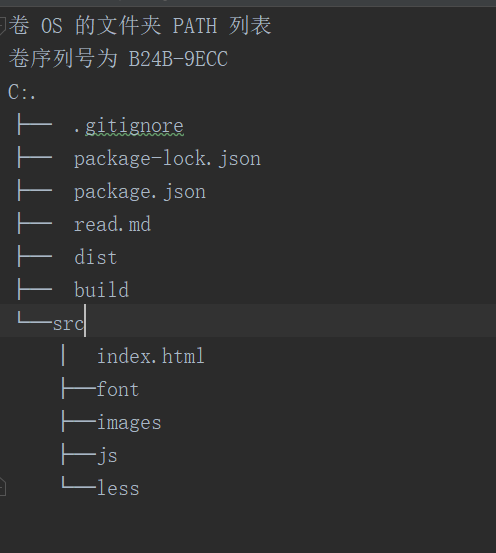 卷 OS 的文件夹 PATH 列表
卷序列号为 B24B-9ECC
C:.
├── .gitignore
├── package-lock.json
├── package.json
├── read.md
├── dist
├── build
└──src
    │  index.html
    ├──font
    ├──images
    ├──js
    └──less